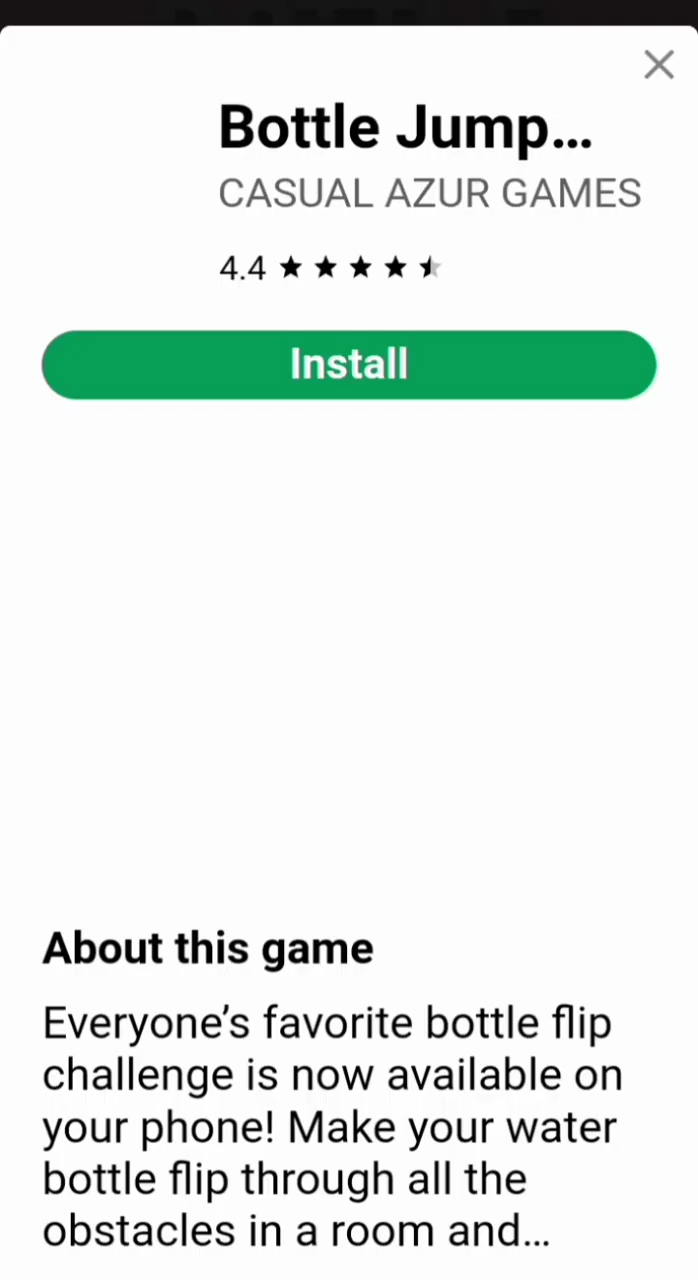 Bottle Jump...
CASUAL AZUR GAMES
4.4
Install
About this game
Everyone’s favorite bottle flip
challenge is now available on
your phone! Make your water
bottle flip through all the
obstacles in a room and...